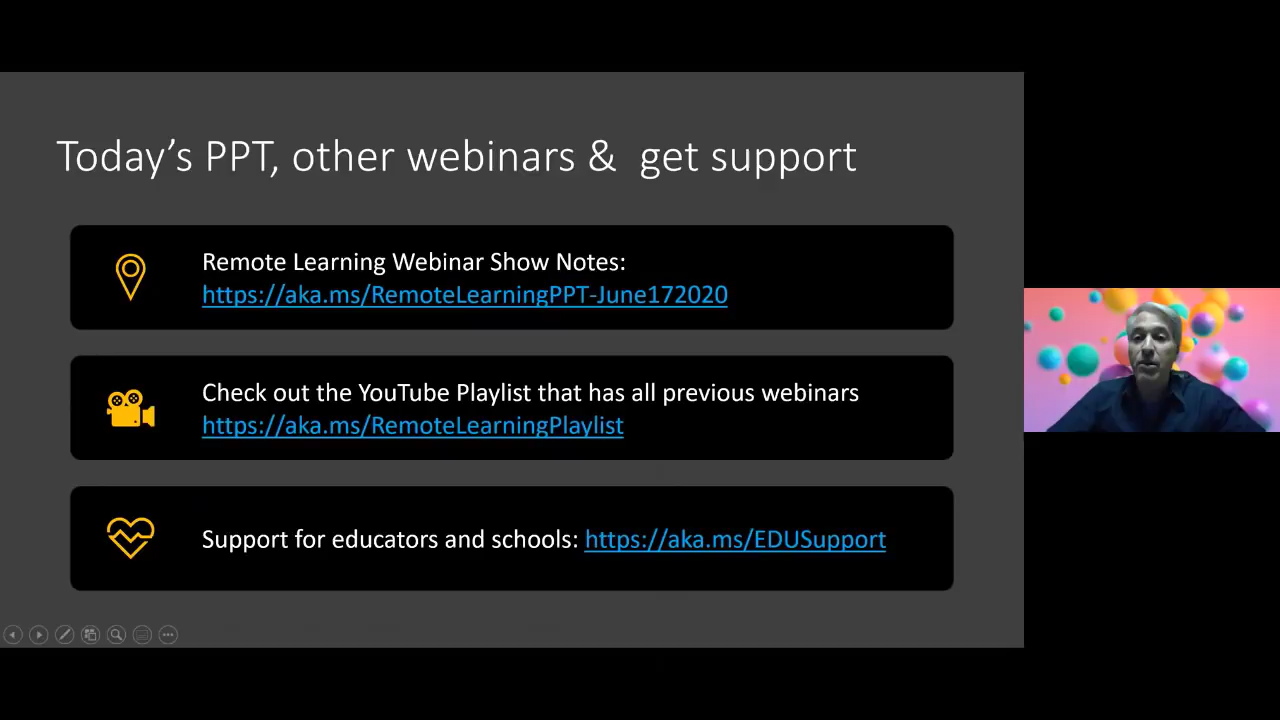 Today's PPT, other webinars &  get support
Remote Learning Webinar Show Notes:
https://aka.ms/RemoteLearningPPT-June172020
Check out the YouTube Playlist that has all previous webinars
https://aka.ms/RemoteLearningPlaylist
Support for educators and schools: https://aka.ms/EDUSupport